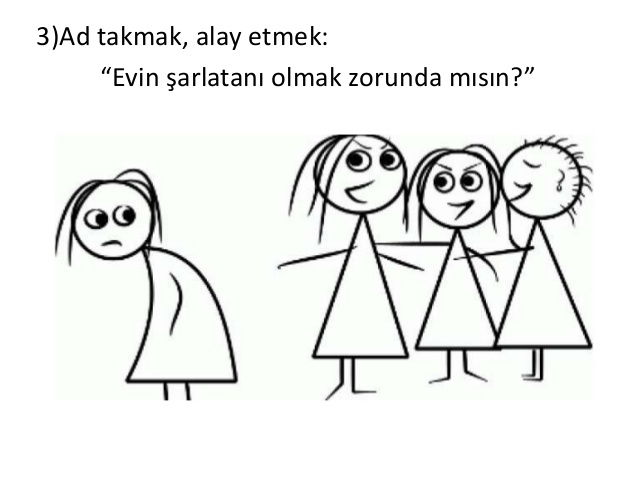 3)Ad takmak, alay etmek:
“Evin şarlatanı olmak zorunda mısın?”